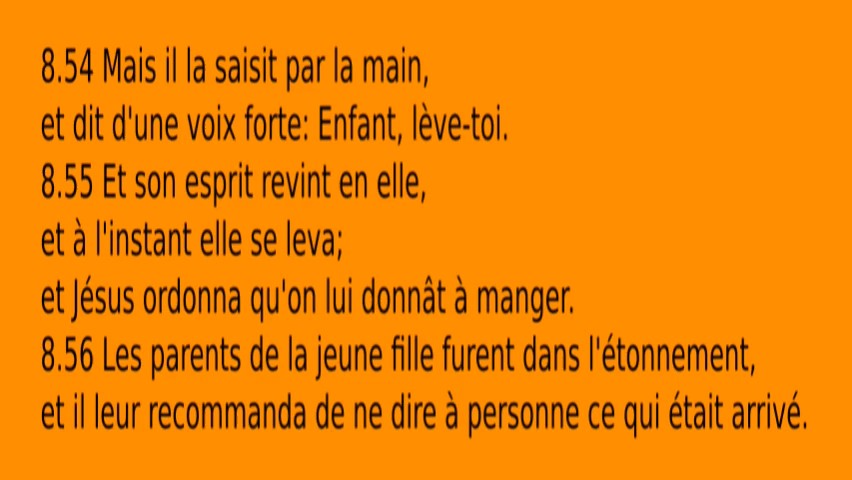 8.54 Mais il la saisit par la main,
et dit d'une voix forte: Enfant, lève-toi.
8.55 Et son esprit revint en elle,
et à l'instant elle se leva;
et Jésus ordonna qu'on lui donnât à manger.
8.56 Les parents de la jeune fille furent dans l'étonnement,
et il leur recommanda de ne dire à personne ce qui était arrivé.